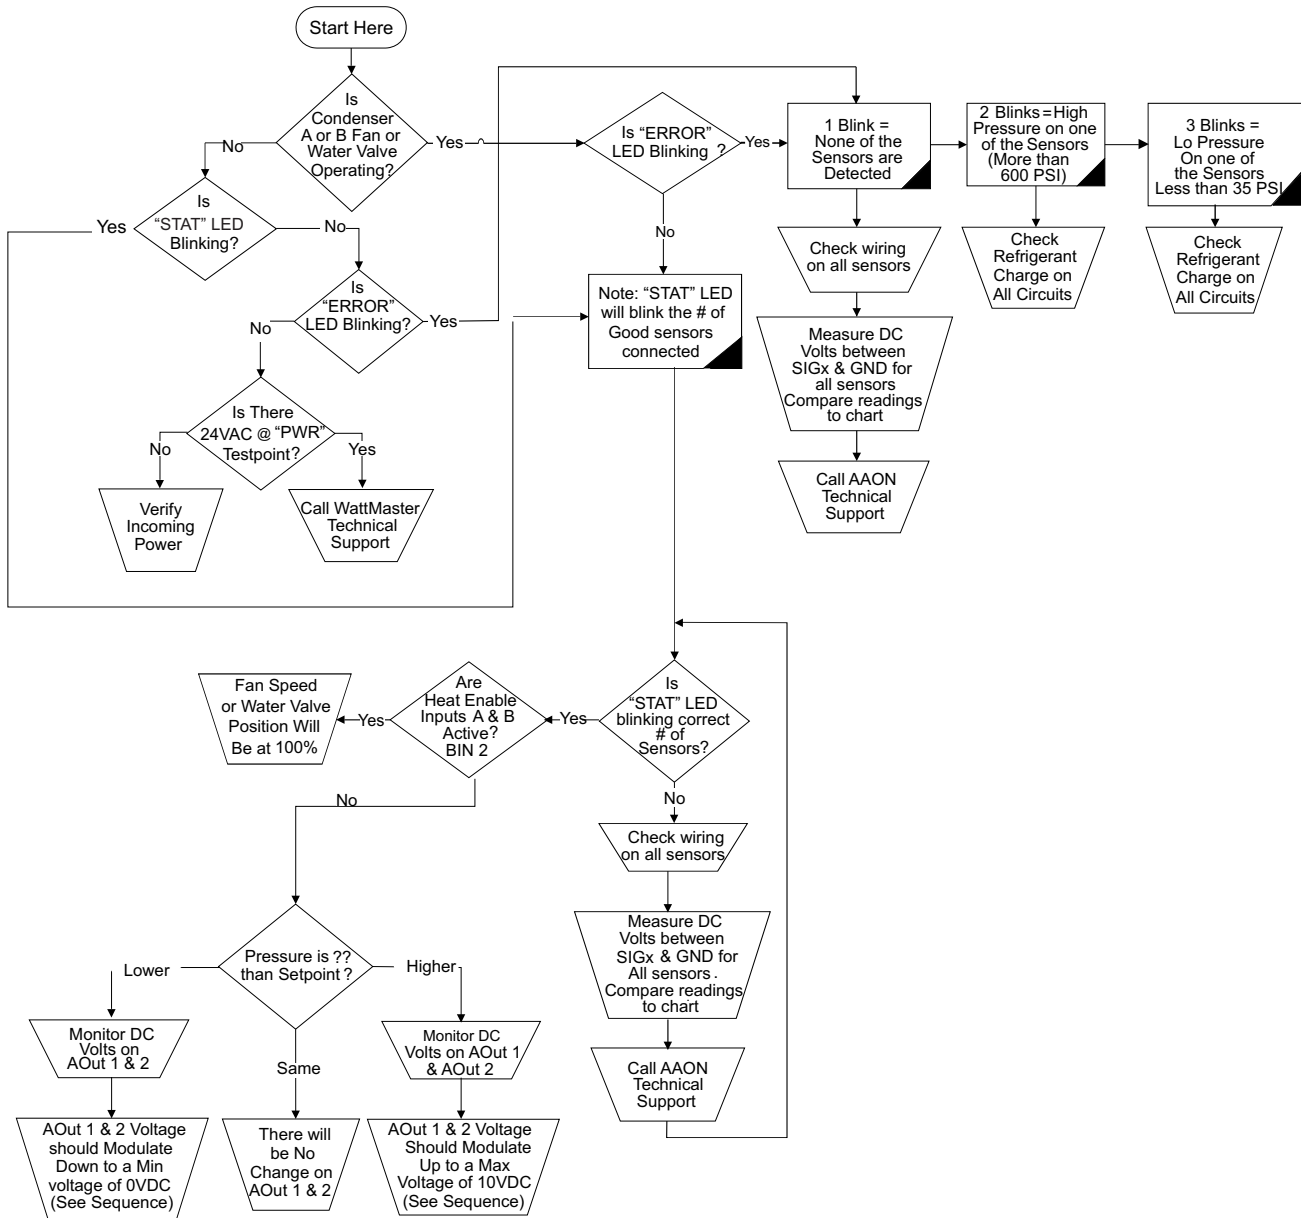 Start Here
Is
Condenser
A or B Fan or
Water Valve
Operating?
No
Yes
Is “ERROR”
LED Blinking ?
Yes
1 Blink =
None of the
Sensors are
Detected
2 Blinks =High
Pressure on one
of the Sensors
(More than
600 PSI)
3 Blinks =
Lo Pressure
On one of
the Sensors
Less than 35 PSI
Is
“STAT” LED
Blinking?
Yes
No
No
Check wiring
on all sensors
Check
Refrigerant
Charge on
All Circuits
Check
Refrigerant
Charge on
All Circuits
Is
“ERROR”
LED Blinking?
No
Yes
Note: “STAT” LED
will blink the # of
Good sensors
connected
Measure DC
Volts between
SIGx & GND for
all sensors
Compare readings
to chart
Is There
24VAC @ “PWR”
Testpoint?
No
Yes
Call AAON
Technical
Support
Verify
Incoming
Power
Call WattMaster
Technical
Support
Fan Speed
or Water Valve
Position Will
Be at 100%
Yes
Are
Heat Enable
Inputs A & B
Active?
BIN 2
Yes
Is
“STAT” LED
blinking correct
# of
Sensors?
No
No
Check wiring
on all sensors
Measure DC
Volts between
SIGx & GND for
All sensors .
Compare readings
to chart
Pressure is ??
than Setpoint ?
Lower
Higher
Same
Monitor DC
Volts on
AOut 1 & 2
Monitor DC
Volts on AOut 1
& AOut 2
Call AAON
Technical
Support
AOut 1 & 2 Voltage
should Modulate
Down to a Min
voltage of 0VDC
(See Sequence)
There will
be No
Change on
AOut 1 & 2
AOut 1 & 2 Voltage
Should Modulate
Up to a Max
Voltage of 10VDC
(See Sequence)